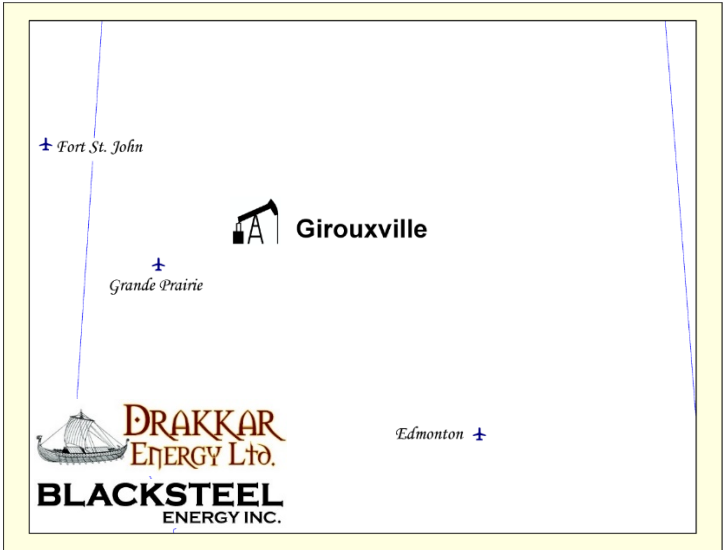 Fort St. John
Girouxville
Grande Prairie
DRAKKAR
ENERGY LTD.
Edmonton
BLACKSTEEL
ENERGY INC.